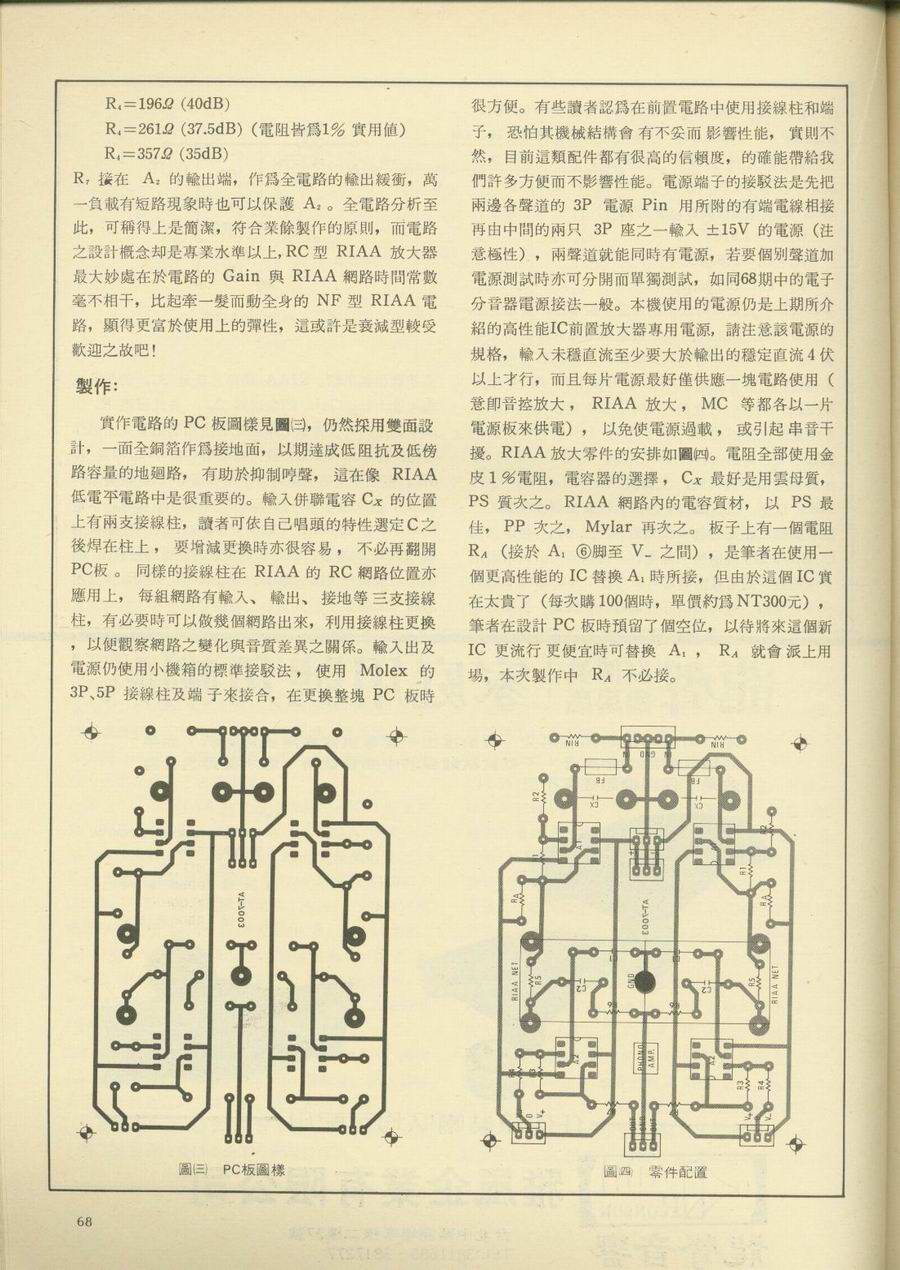 R₄=196Ω (40dB)
R₄=261Ω (37.5dB) (電阻皆爲1% 實用値)
R₄=357Ω (35dB)
R₇ 接在 A₂ 的輸出端，作爲全電路的輸出緩衝，萬
一負載有短路現象時也可以保護 A₂。全電路分析至
此，可稱得上是簡潔，符合業餘製作的原則，而電路
之設計概念却是專業水準以上，RC型 RIAA 放大器
最大妙處在於電路的 Gain 與 RIAA 網路時間常數
毫不相干，比起牽一髮而動全身的 NF 型 RIAA 電
路，顯得更富於使用上的彈性，這或許是衰減型較受
歡迎之故吧！
製作：
實作電路的 PC 板圖樣見圖㈢，仍然採用雙面設
計，一面全銅箔作爲接地面，以期達成低阻抗及低傍
路容量的地廻路，有助於抑制哼聲，這在像 RIAA
低電平電路中是很重要的。輸入併聯電容 Cx 的位置
上有兩支接線柱，讀者可依自己唱頭的特性選定C之
後焊在柱上，要增減更換時亦很容易，不必再翻開
PC板。同樣的接線柱在 RIAA 的 RC 網路位置亦
應用上，每組網路有輸入、輸出、接地等三支接線
柱，有必要時可以做幾個網路出來，利用接線柱更換
，以便觀察網路之變化與音質差異之關係。輸入出及
電源仍使用小機箱的標準接駁法，使用 Molex 的
3P、5P 接線柱及端子來接合，在更換整塊 PC 板時
很方便。有些讀者認爲在前置電路中使用接線柱和端
子，恐怕其機械結構會有不妥而影響性能，實則不
然，目前這類配件都有很高的信賴度，的確能帶給我
們許多方便而不影響性能。電源端子的接駁法是先把
兩邊各聲道的 3P 電源 Pin 用所附的有端電線相接
再由中間的兩只 3P 座之一輸入 ±15V 的電源（注
意極性），兩聲道就能同時有電源，若要個別聲道加
電源測試時亦可分開而單獨測試，如同68期中的電子
分音器電源接法一般。本機使用的電源仍是上期所介
紹的高性能IC前置放大器專用電源，請注意該電源的
規格，輸入未穩直流至少要大於輸出的穩定直流4伏
以上才行，而且每片電源最好僅供應一塊電路使用（
意卽音控放大，RIAA 放大，MC 等都各以一片
電源板來供電），以免使電源過載，或引起串音干
擾。RIAA 放大零件的安排如圖㈣。電阻全部使用金
皮1%電阻，電容器的選擇，Cx 最好是用雲母質，
PS 質次之。RIAA 網路內的電容質材，以 PS 最
佳，PP 次之，Mylar 再次之。板子上有一個電阻
RA（接於 A₁ ⑥脚至 V₋ 之間），是筆者在使用一
個更高性能的 IC 替換 A₁ 時所接，但由於這個 IC 實
在太貴了（每次購100個時，單價約爲NT300元），
筆者在設計 PC 板時預留了個空位，以待將來這個新
IC 更流行更便宜時可替換 A₁，RA 就會派上用
場，本次製作中 RA 不必接。
AT-7003
圖㈢ PC板圖樣
RIN
IN
GND
IN
RIN
FB
FB
R2
CX
CX
R2
A1
R1
RA
RA
AT-7003
RIAA NET
R5
C2
GND
C2
R5
RIAA NET
A2
PHONO
AMP.
A2
R3
R4
V+
GND
圖㈣ 零件配置
68